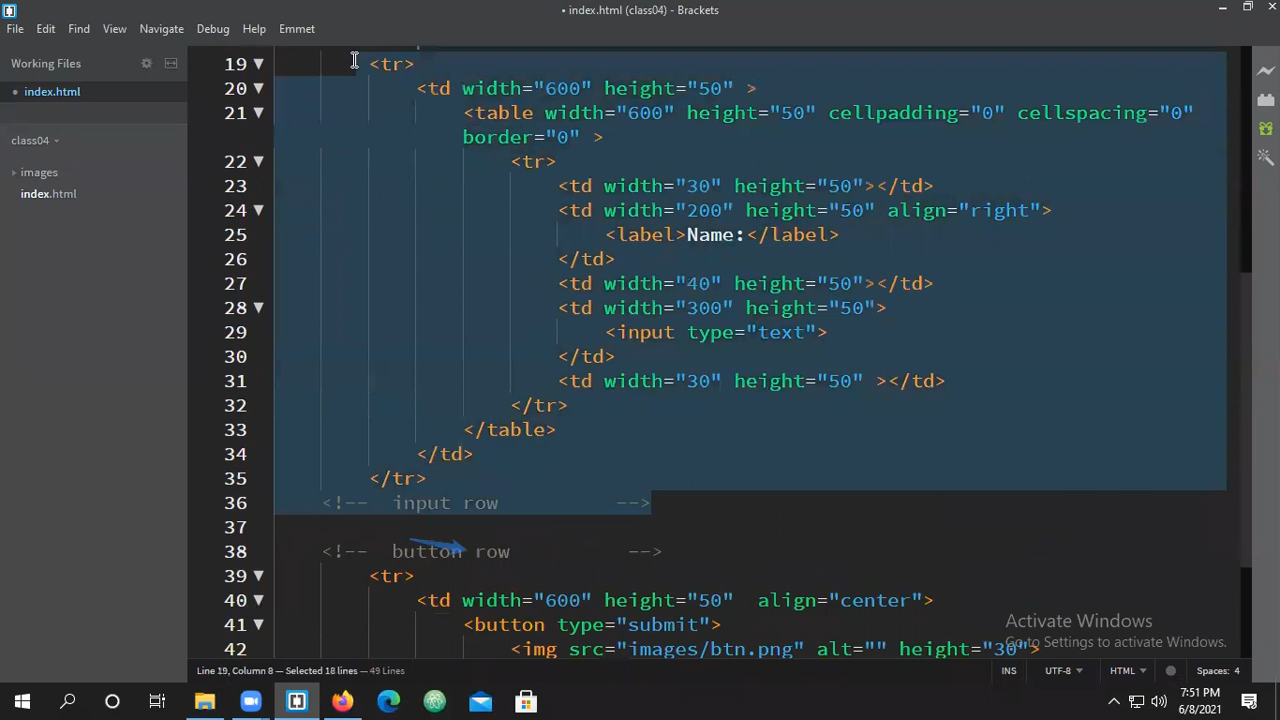 • index.html (class04) - Brackets
File Edit Find View Navigate Debug Help Emmet
Working Files
• index.html
class04
images
index.html
19 <tr>
20 <td width="600" height="50" >
21 <table width="600" height="50" cellpadding="0" cellspacing="0"
border="0" >
22 <tr>
23 <td width="30" height="50"></td>
24 <td width="200" height="50" align="right">
25 <label>Name:</label>
26 </td>
27 <td width="40" height="50"></td>
28 <td width="300" height="50">
29 <input type="text">
30 </td>
31 <td width="30" height="50" ></td>
32 </tr>
33 </table>
34 </td>
35 </tr>
36 <!-- input row -->
37
38 <!-- button row -->
39 <tr>
40 <td width="600" height="50" align="center">
41 <button type="submit">
42 <img src="images/btn.png" alt="" height="30">
Activate Windows
Go to Settings to activate Windows.
Line 19, Column 8 — Selected 18 lines — 49 Lines
INS UTF-8 HTML Spaces: 4
7:51 PM
6/8/2021